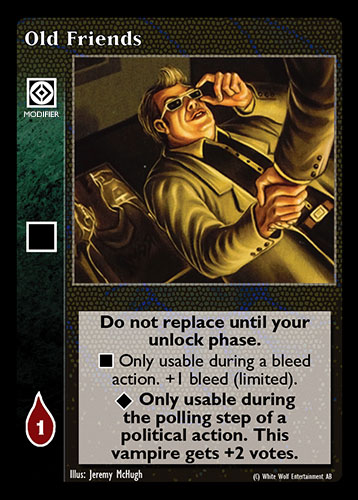 Old Friends
MODIFIER
Do not replace until your
unlock phase.
Only usable during a bleed
action. +1 bleed (limited).
Only usable during
the polling step of a
political action. This
vampire gets +2 votes.
1
Illus: Jeremy McHugh
(C) White Wolf Entertainment AB